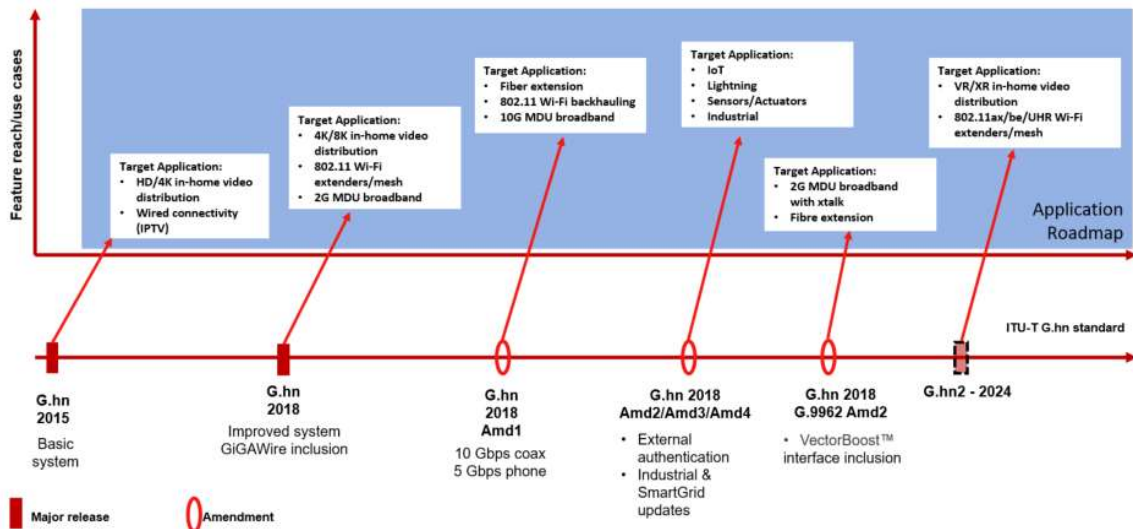 Feature reach/use cases
Target Application:
• HD/4K in-home video
distribution
• Wired connectivity
(IPTV)
Target Application:
• 4K/8K in-home video
distribution
• 802.11 Wi-Fi
extenders/mesh
• 2G MDU broadband
Target Application:
• Fiber extension
• 802.11 Wi-Fi backhauling
• 10G MDU broadband
Target Application:
• IoT
• Lightning
• Sensors/Actuators
• Industrial
Target Application:
• 2G MDU broadband
with xtalk
• Fibre extension
Target Application:
• VR/XR in-home video
distribution
• 802.11ax/be/UHR Wi-Fi
extenders/mesh
Application
Roadmap
ITU-T G.hn standard
G.hn
2015
Basic
system
G.hn
2018
Improved system
GiGAWire inclusion
G.hn
2018
Amd1
10 Gbps coax
5 Gbps phone
G.hn 2018
Amd2/Amd3/Amd4
• External
authentication
• Industrial &
SmartGrid
updates
G.hn 2018
G.9962 Amd2
• VectorBoost™
interface inclusion
G.hn2 - 2024
Major release
Amendment